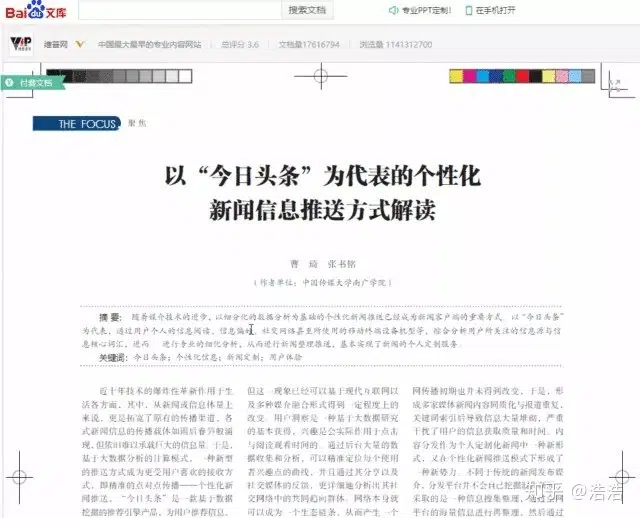 Baidu文库
搜索文档
专业PPT定制!
在手机打开
VIP
维普网
中国最大最早的专业内容网站
总评分 3.6
文档量17616794
浏览量 1141312700
付费文档
THE FOCUS 聚焦
以“今日头条”为代表的个性化
新闻信息推送方式解读
曹 琦 张书铭
(作者单位:中国传媒大学南广学院)
摘 要: 随着媒介技术的进步,以细分化的数据分析为基础的个性化新闻推送已经成为新闻客户端的重要方式。以“今日头条”
为代表,通过用户个人的信息阅读、信息偏好、社交网络甚至所使用的移动终端设备机型等,综合分析用户所关注的信息源与信
息核心词汇,进而 进行专业的细化分析,从而进行新闻整理推送,基本实现了新闻的个人定制服务。
关键词:今日头条;个性化信息;新闻定制;用户体验
近十年技术的爆炸性革新作用于生
活各方面,其中,从新闻或信息体量上
来说,更是拓宽了原有的传播渠道,各
式新闻信息的传播载体如雨后春笋般涌
现,但依旧难以承载巨大的信息量。于是,
基于大数据分析的计算模式,一种新型
的推送方式成为更受用户喜欢的接收方
式,即精准的点对点传播——个性化新
闻推送。“今日头条”是一款基于数据
挖掘的推荐引擎产品,为用户推荐信息、
但这一现象已经可以基于现代互联网以
及多种媒介融合形式得到一定程度上的
改变。用户洞察是一种基于大数据研究
的基本获得,兴趣是会实际作用于点击
与阅读观看时间的。通过后台大量的数
据收集和分析,可以精准定位每个使用
者兴趣点的曲线,并且通过其分享以及
社交媒体的反馈,更详细地分析出其社
交网络中的共同趋向群体。网络本身就
可以成为一个生态链条,从而产生一个
网传播初期也并未得到改变,于是,形
成多家媒体新闻内容同质化与报道重复,
关键词索引后导致信息大量堆砌,严重
干扰了用户的信息获取质量和时间。内
容分发作为个人定制化新闻中一种新形
式,又在个性化新闻推送模式下形成了
一种新势力。不同于传统的新闻发布媒
介,分发平台并不会自己挖掘
采取的是一种信息搜集整理
平台的海量信息进行再整理,然后通过
知乎 @浩浩